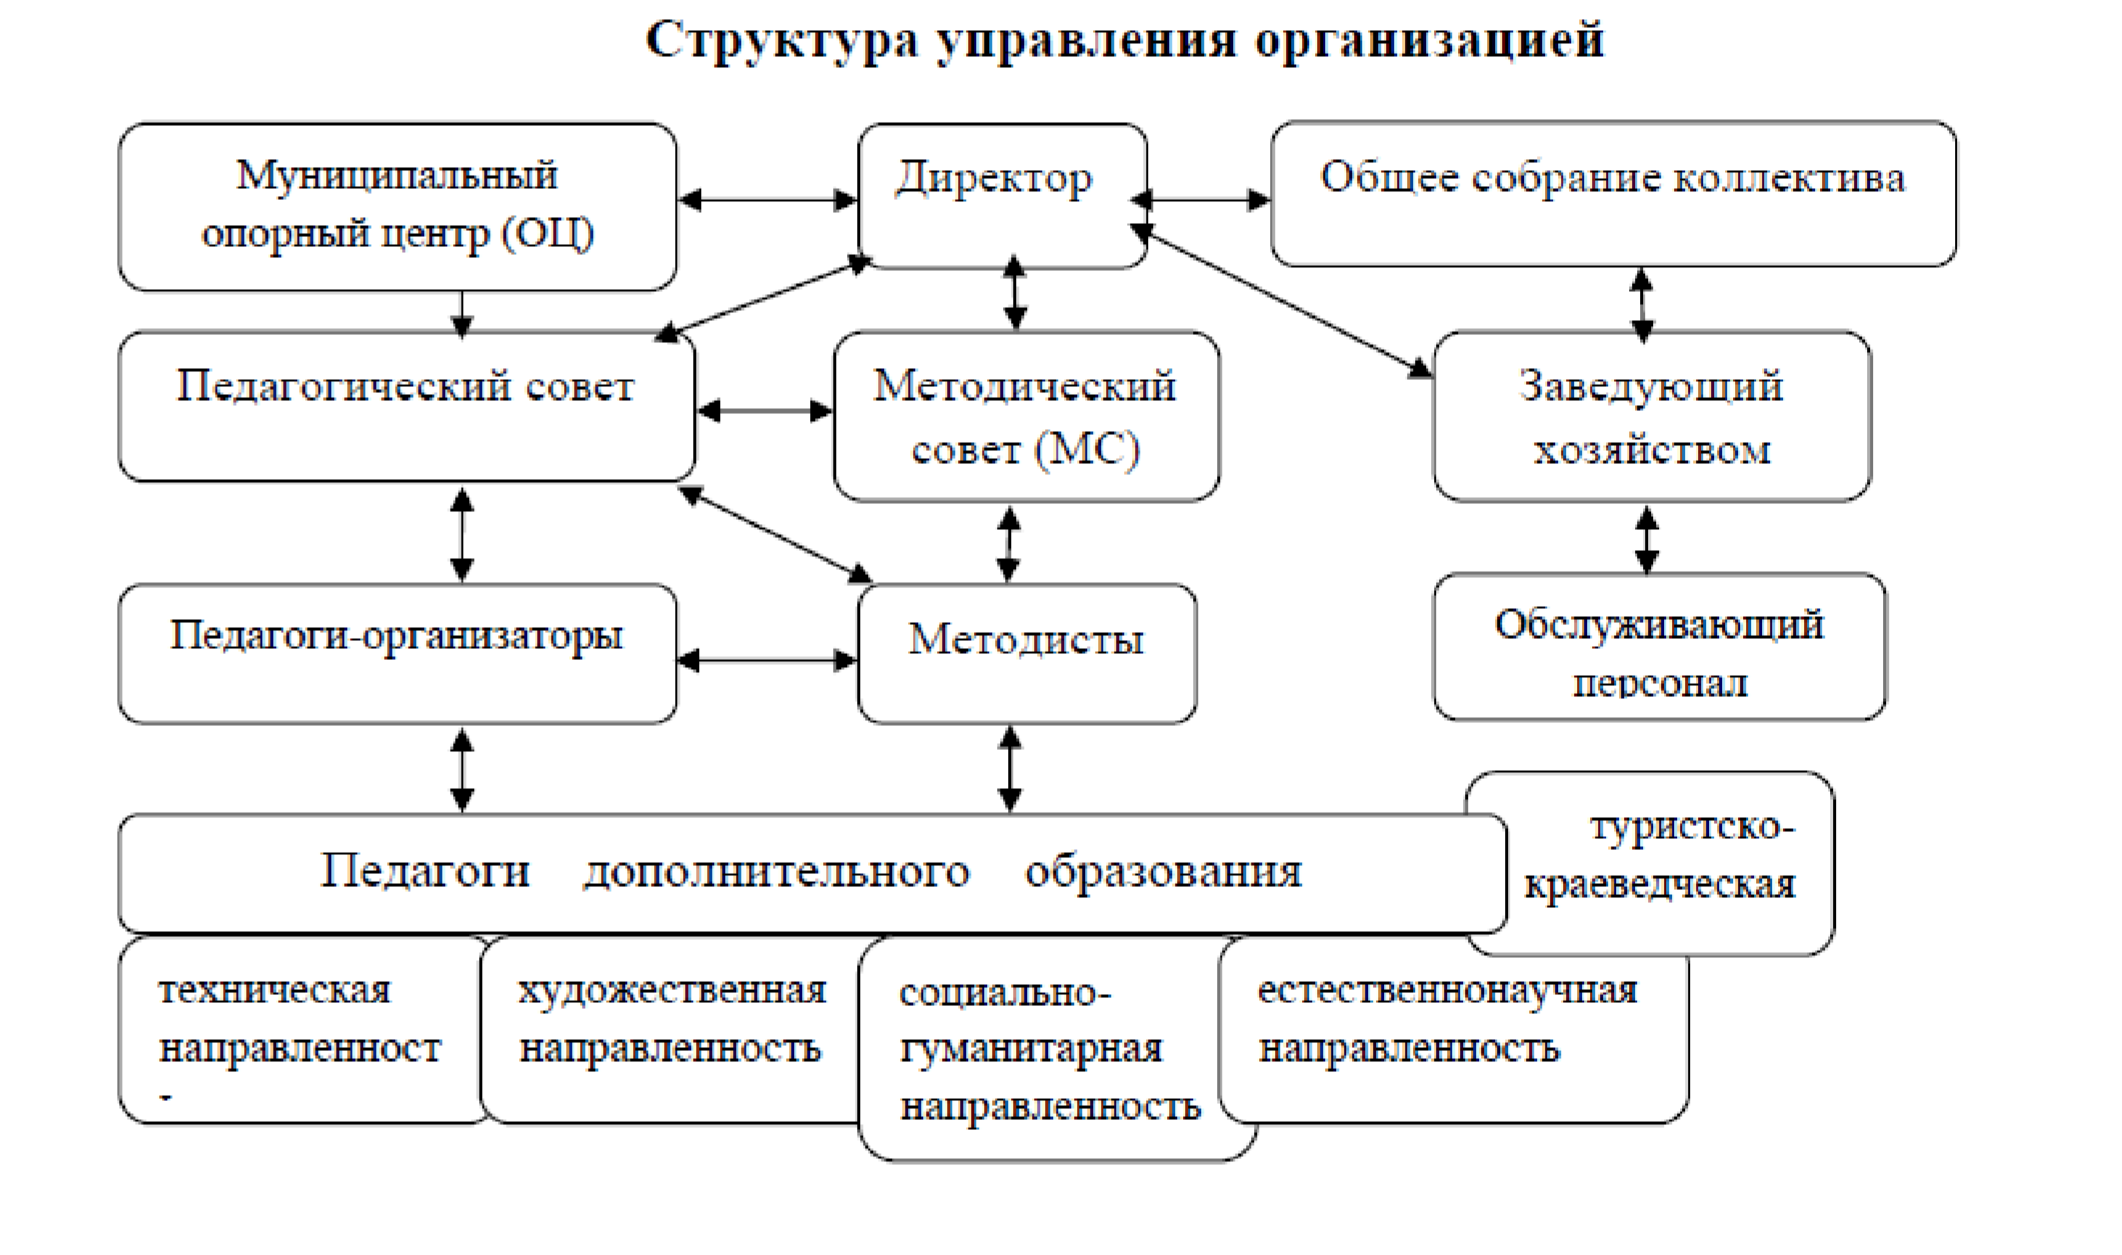 Структура управления организацией
Муниципальный
опорный центр (ОЦ)
Директор
Общее собрание коллектива
Педагогический совет
Методический
совет (МС)
Заведующий
хозяйством
Педагоги-организаторы
Методисты
Обслуживающий
персонал
Педагоги дополнительного образования
туристско-
краеведческая
техническая
направленност
художественная
направленность
социально-
гуманитарная
направленность
естественнонаучная
направленность